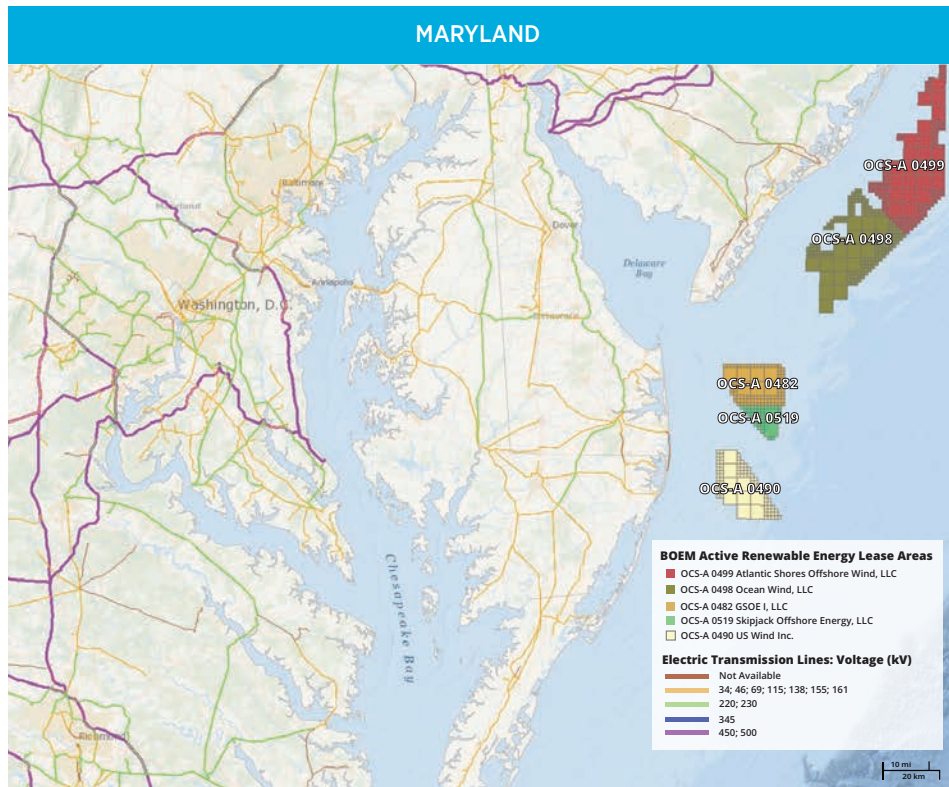 MARYLAND
OCS-A 0499
Baltimore
Maryland
Dover
OCS-A 0498
Delaware
Bay
Annapolis
Washington, D.C.
Delaware
OCS-A 0482
OCS-A 0519
OCS-A 0490
Chesapeake Bay
BOEM Active Renewable Energy Lease Areas
OCS-A 0499 Atlantic Shores Offshore Wind, LLC
OCS-A 0498 Ocean Wind, LLC
OCS-A 0482 GSOE I, LLC
OCS-A 0519 Skipjack Offshore Energy, LLC
OCS-A 0490 US Wind Inc.
Electric Transmission Lines: Voltage (kV)
Not Available
34; 46; 69; 115; 138; 155; 161
220; 230
345
450; 500
Richmond
10 mi
20 km